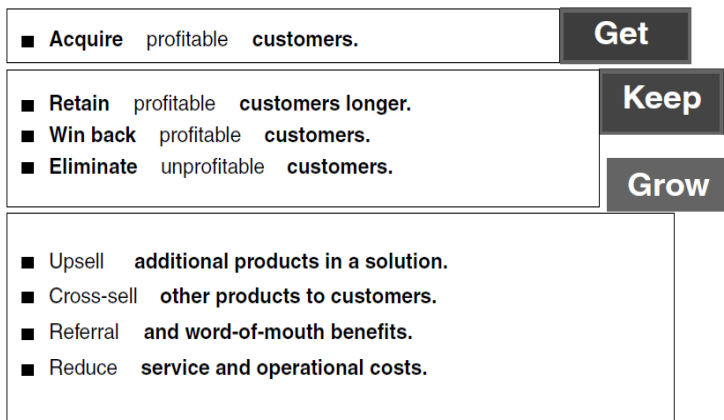 ■ Acquire profitable customers.
Get
■ Retain profitable customers longer.
■ Win back profitable customers.
■ Eliminate unprofitable customers.
Keep
Grow
■ Upsell additional products in a solution.
■ Cross-sell other products to customers.
■ Referral and word-of-mouth benefits.
■ Reduce service and operational costs.